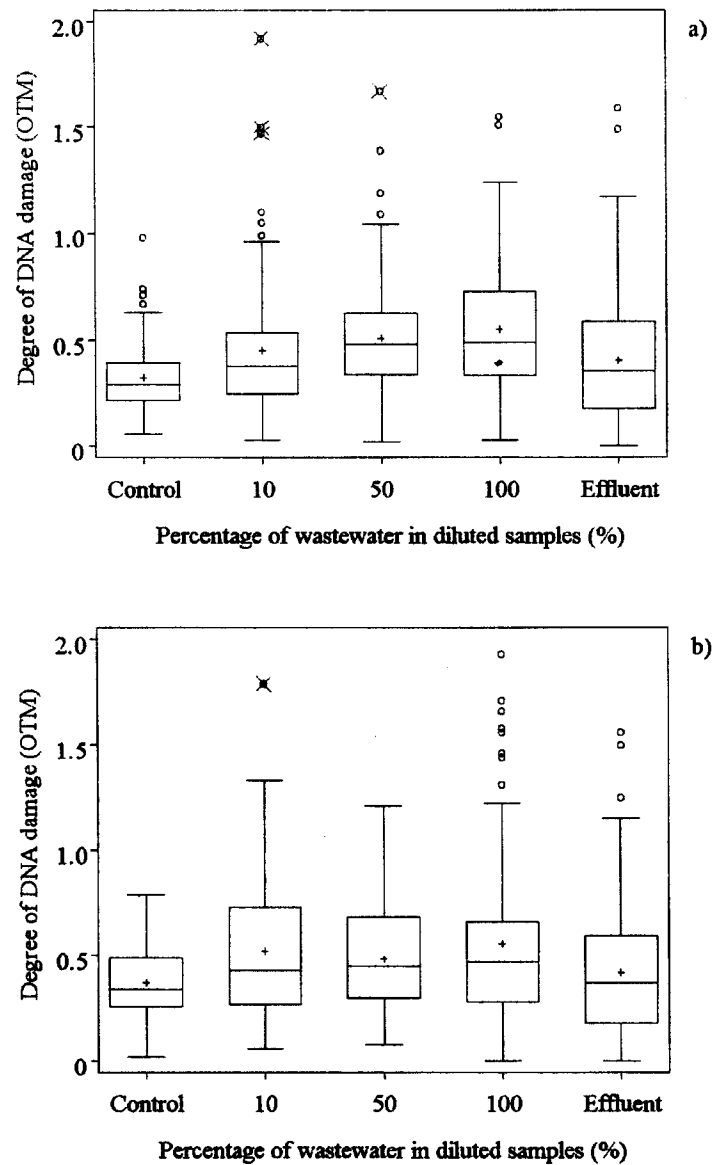 a)
Degree of DNA damage (OTM)
2.0
1.5
1.0
0.5
0
Control 10 50 100 Effluent
Percentage of wastewater in diluted samples (%)
b)
Degree of DNA damage (OTM)
2.0
1.5
1.0
0.5
0
Control 10 50 100 Effluent
Percentage of wastewater in diluted samples (%)